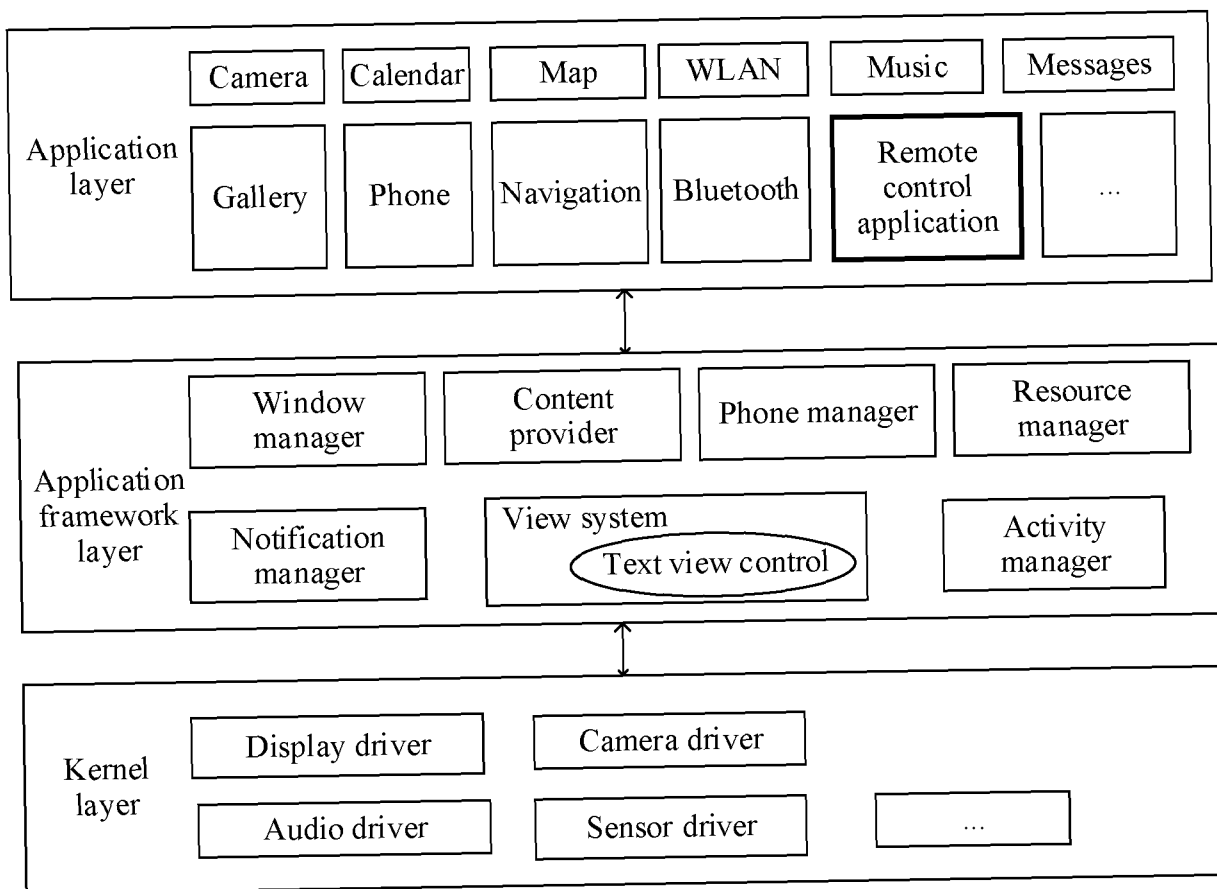 Camera
Calendar
Map
WLAN
Music
Messages
Application
layer
Gallery
Phone
Navigation
Bluetooth
Remote
control
application
...
Window
manager
Content
provider
Phone manager
Resource
manager
Application
framework
layer
Notification
manager
View system
Text view control
Activity
manager
Kernel
layer
Display driver
Camera driver
Audio driver
Sensor driver
...